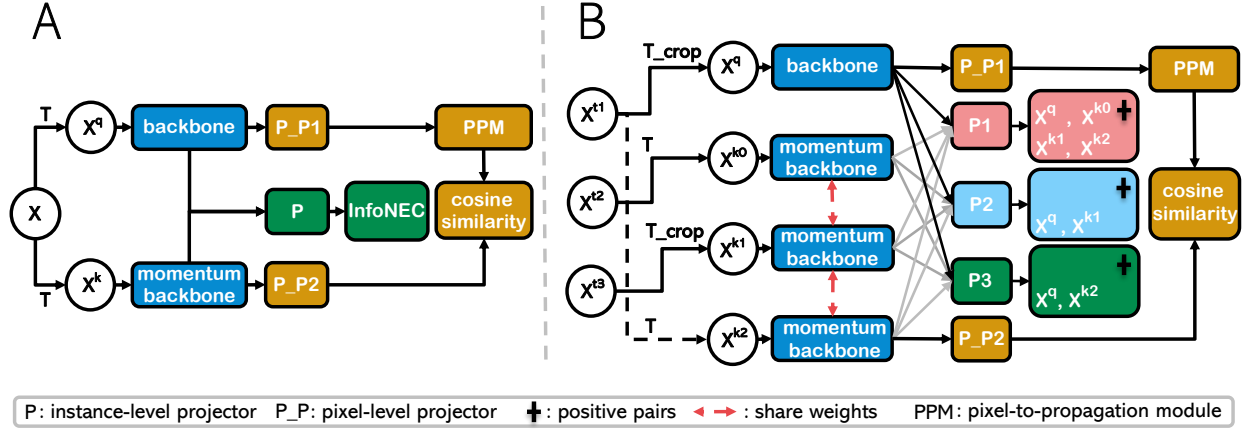 A
T
X^q
backbone
P_P1
PPM
X
P
InfoNEC
cosine
similarity
T
X^k
momentum
backbone
P_P2
B
X^t1
T_crop
X^q
backbone
P_P1
PPM
P1
X^q , X^k0
X^k1, X^k2
X^t2
T
X^k0
momentum
backbone
P2
X^q , X^k1
cosine
similarity
X^t3
T_crop
X^k1
momentum
backbone
P3
X^q , X^k2
T
X^k2
momentum
backbone
P_P2
P: instance-level projector P_P: pixel-level projector : positive pairs : share weights PPM: pixel-to-propagation module